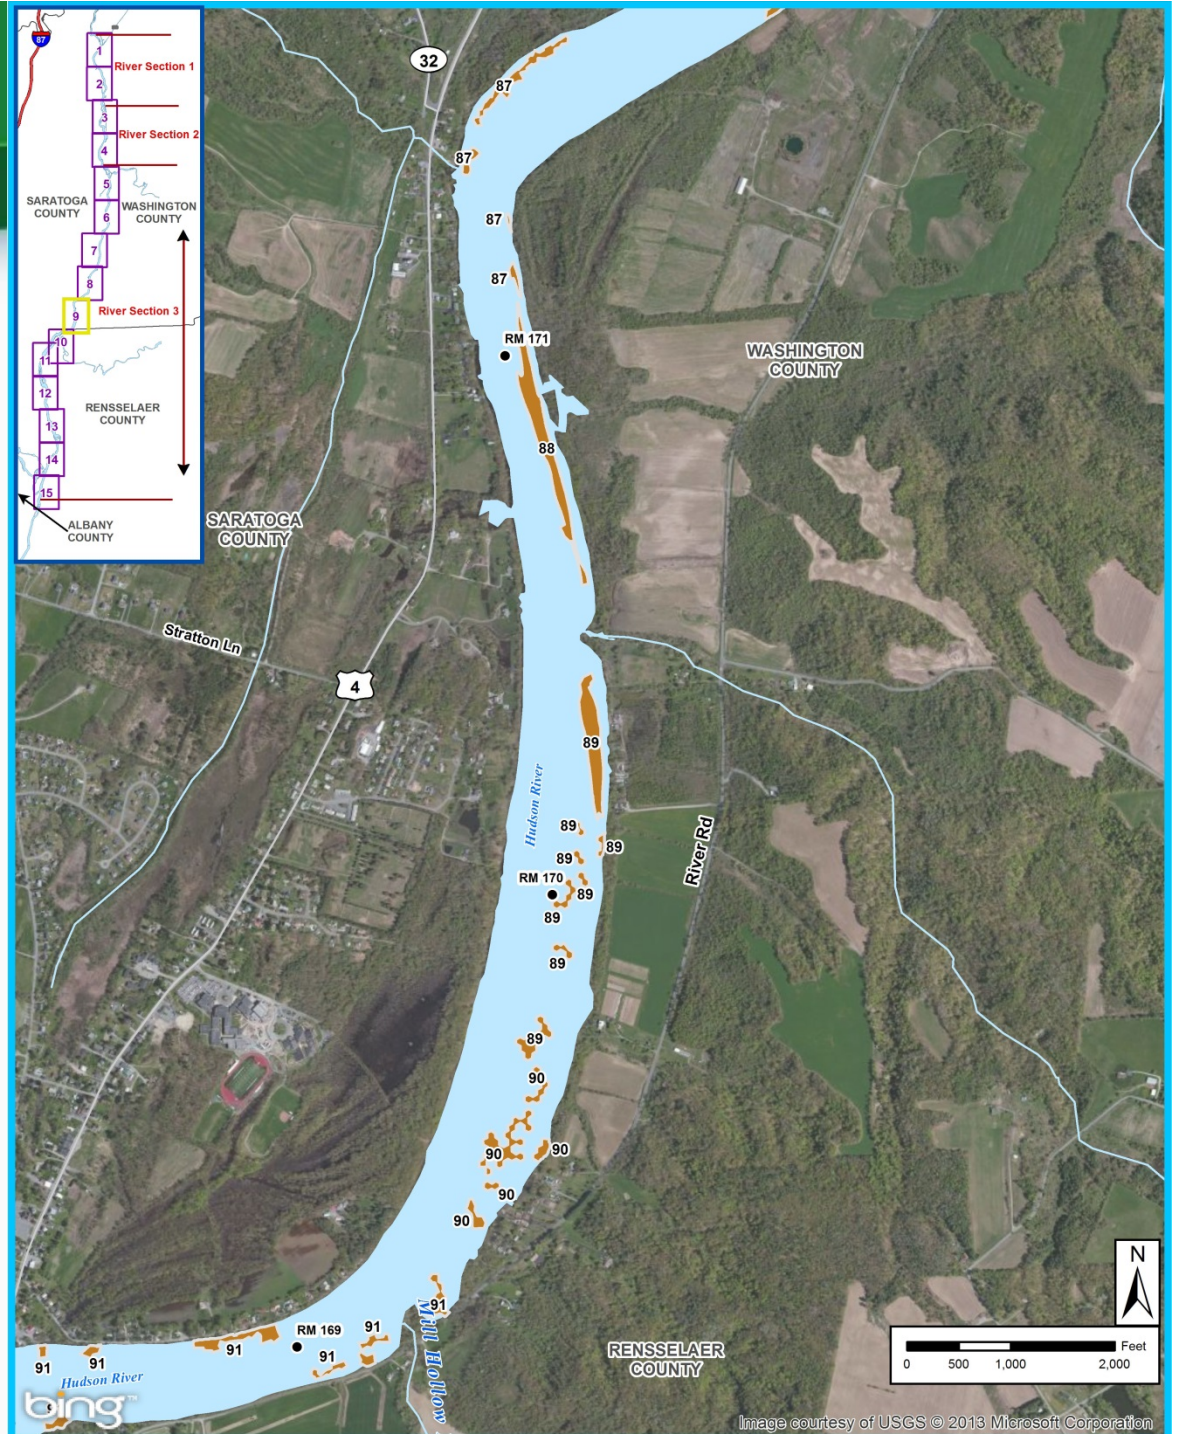 87
1
River Section 1
2
3
River Section 2
4
5
SARATOGA
COUNTY
WASHINGTON
COUNTY
6
7
8
9
River Section 3
10
11
12
RENSSELAER
COUNTY
13
14
15
ALBANY
COUNTY
32
87
87
87
87
RM 171
WASHINGTON
COUNTY
88
SARATOGA
COUNTY
Stratton Ln
4
89
Hudson River
89
89
89
River Rd
RM 170
89
89
89
89
90
90
90
90
90
91
Mill Hollow
RM 169
91
91
91
91
91
Hudson River
bing™
RENSSELAER
COUNTY
N
Feet
0 500 1,000 2,000
Image courtesy of USGS © 2013 Microsoft Corporation